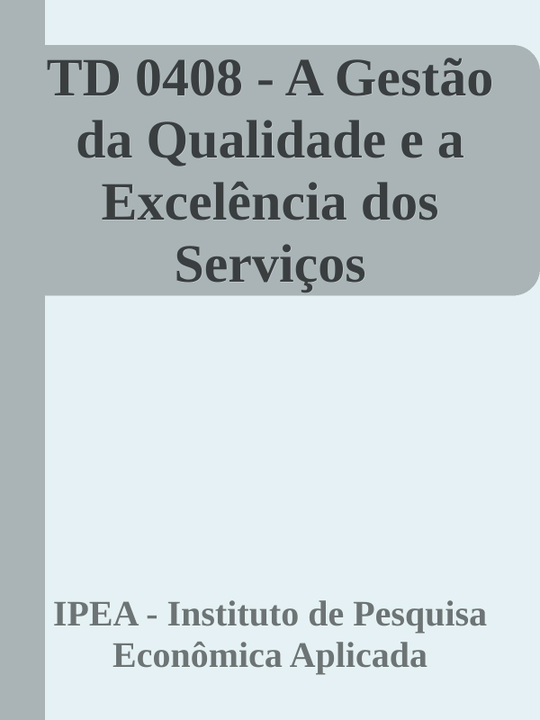 TD 0408 - A Gestão
da Qualidade e a
Excelência dos
Serviços
IPEA - Instituto de Pesquisa
Econômica Aplicada